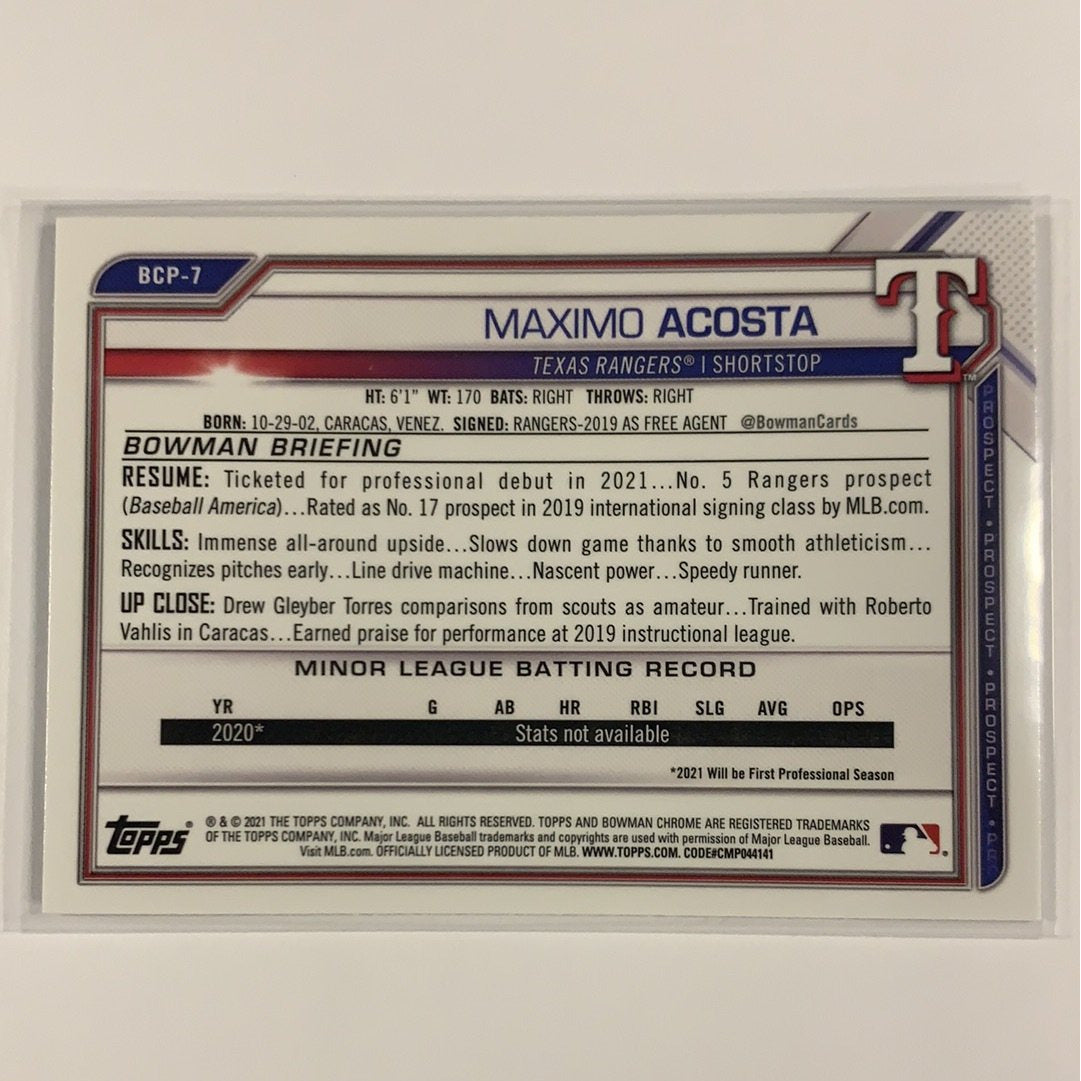 BCP-7
MAXIMO ACOSTA
TEXAS RANGERS® | SHORTSTOP
T
TM
HT: 6'1" WT: 170 BATS: RIGHT THROWS: RIGHT
BORN: 10-29-02, CARACAS, VENEZ. SIGNED: RANGERS-2019 AS FREE AGENT @BowmanCards
BOWMAN BRIEFING
RESUME: Ticketed for professional debut in 2021...No. 5 Rangers prospect
(Baseball America)...Rated as No. 17 prospect in 2019 international signing class by MLB.com.
SKILLS: Immense all-around upside...Slows down game thanks to smooth athleticism...
Recognizes pitches early...Line drive machine...Nascent power...Speedy runner.
UP CLOSE: Drew Gleyber Torres comparisons from scouts as amateur...Trained with Roberto
Vahlis in Caracas...Earned praise for performance at 2019 instructional league.
MINOR LEAGUE BATTING RECORD
YR G AB HR RBI SLG AVG OPS
2020* Stats not available
*2021 Will be First Professional Season
TOPPS®
® & © 2021 THE TOPPS COMPANY, INC. ALL RIGHTS RESERVED. TOPPS AND BOWMAN CHROME ARE REGISTERED TRADEMARKS
OF THE TOPPS COMPANY, INC. Major League Baseball trademarks and copyrights are used with permission of Major League Baseball.
Visit MLB.com. OFFICIALLY LICENSED PRODUCT OF MLB. WWW.TOPPS.COM. CODE#CMP044141
PROSPECT • PROSPECT • PROSPECT • PR